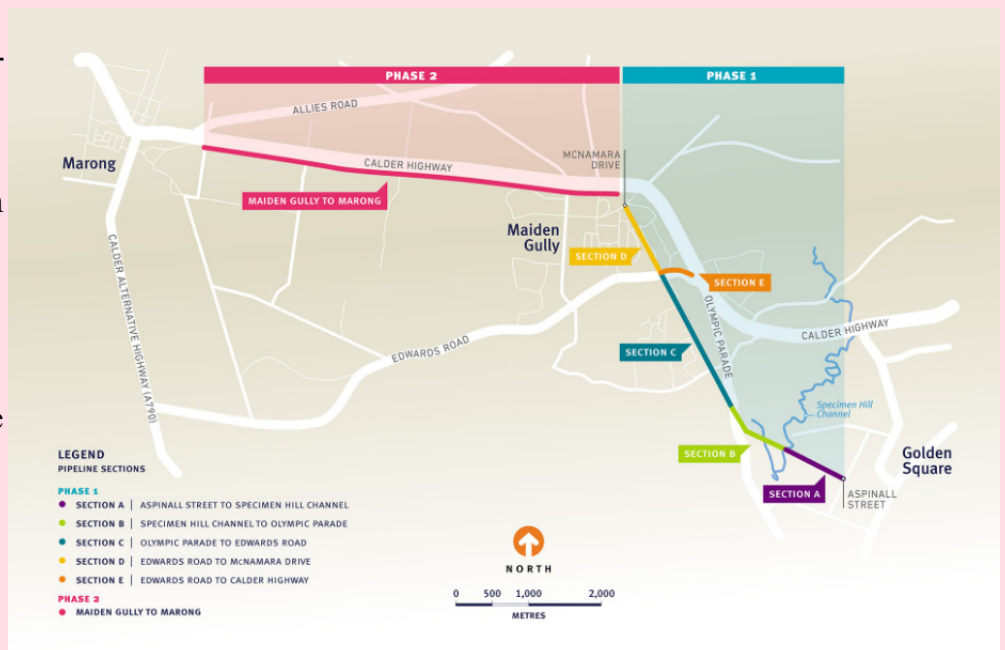 PHASE 2
PHASE 1
ALLIES ROAD
Marong
CALDER HIGHWAY
MCNAMARA
DRIVE
MAIDEN GULLY TO MARONG
Maiden
Gully
SECTION D
SECTION E
CALDER ALTERNATIVE HIGHWAY (A790)
OLYMPIC PARADE
CALDER HIGHWAY
EDWARDS ROAD
SECTION C
Specimen Hill
Channel
SECTION B
Golden
Square
SECTION A
ASPINALL
STREET
LEGEND
PIPELINE SECTIONS
PHASE 1
SECTION A | ASPINALL STREET TO SPECIMEN HILL CHANNEL
SECTION B | SPECIMEN HILL CHANNEL TO OLYMPIC PARADE
SECTION C | OLYMPIC PARADE TO EDWARDS ROAD
SECTION D | EDWARDS ROAD TO McNAMARA DRIVE
SECTION E | EDWARDS ROAD TO CALDER HIGHWAY
PHASE 2
MAIDEN GULLY TO MARONG
NORTH
0 500 1,000 2,000
METRES